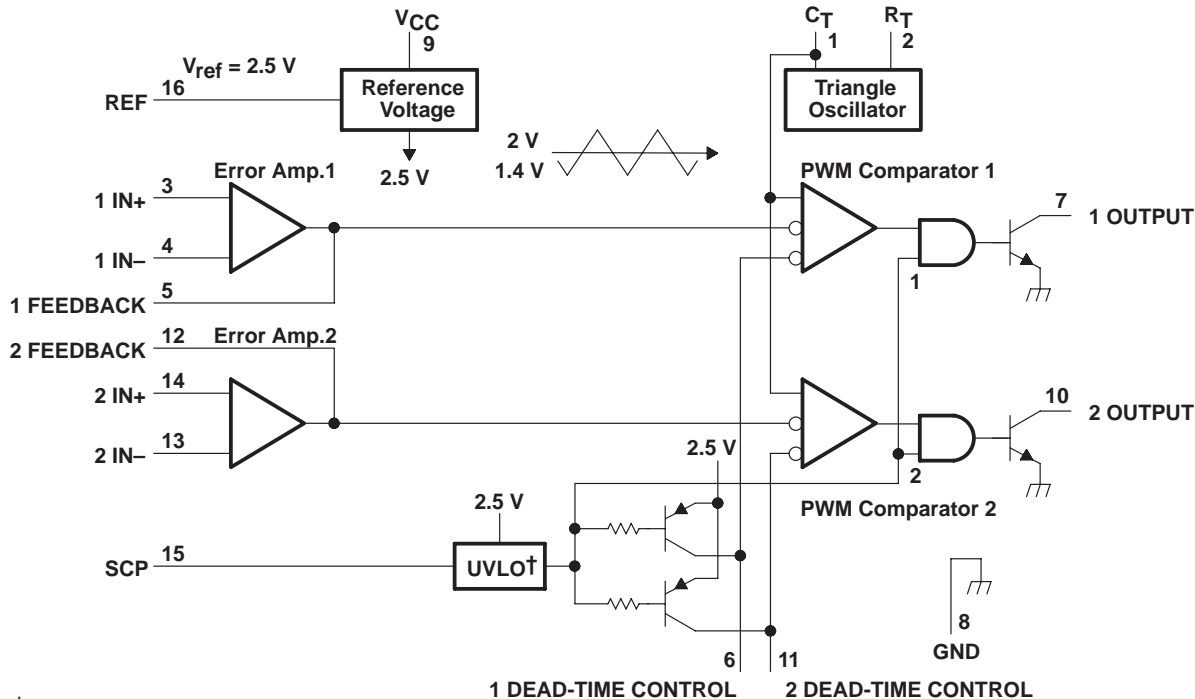 VCC
9
CT
1
RT
2
Vref = 2.5 V
REF
16
Reference
Voltage
Triangle
Oscillator
2 V
1.4 V
2.5 V
Error Amp.1
PWM Comparator 1
1 IN+
3
7
1 OUTPUT
1 IN–
4
1
1 FEEDBACK
5
2 FEEDBACK
12
Error Amp.2
2 IN+
14
10
2 OUTPUT
2 IN–
13
2.5 V
2
PWM Comparator 2
2.5 V
SCP
15
UVLO†
8
GND
6
11
1 DEAD-TIME CONTROL
2 DEAD-TIME CONTROL